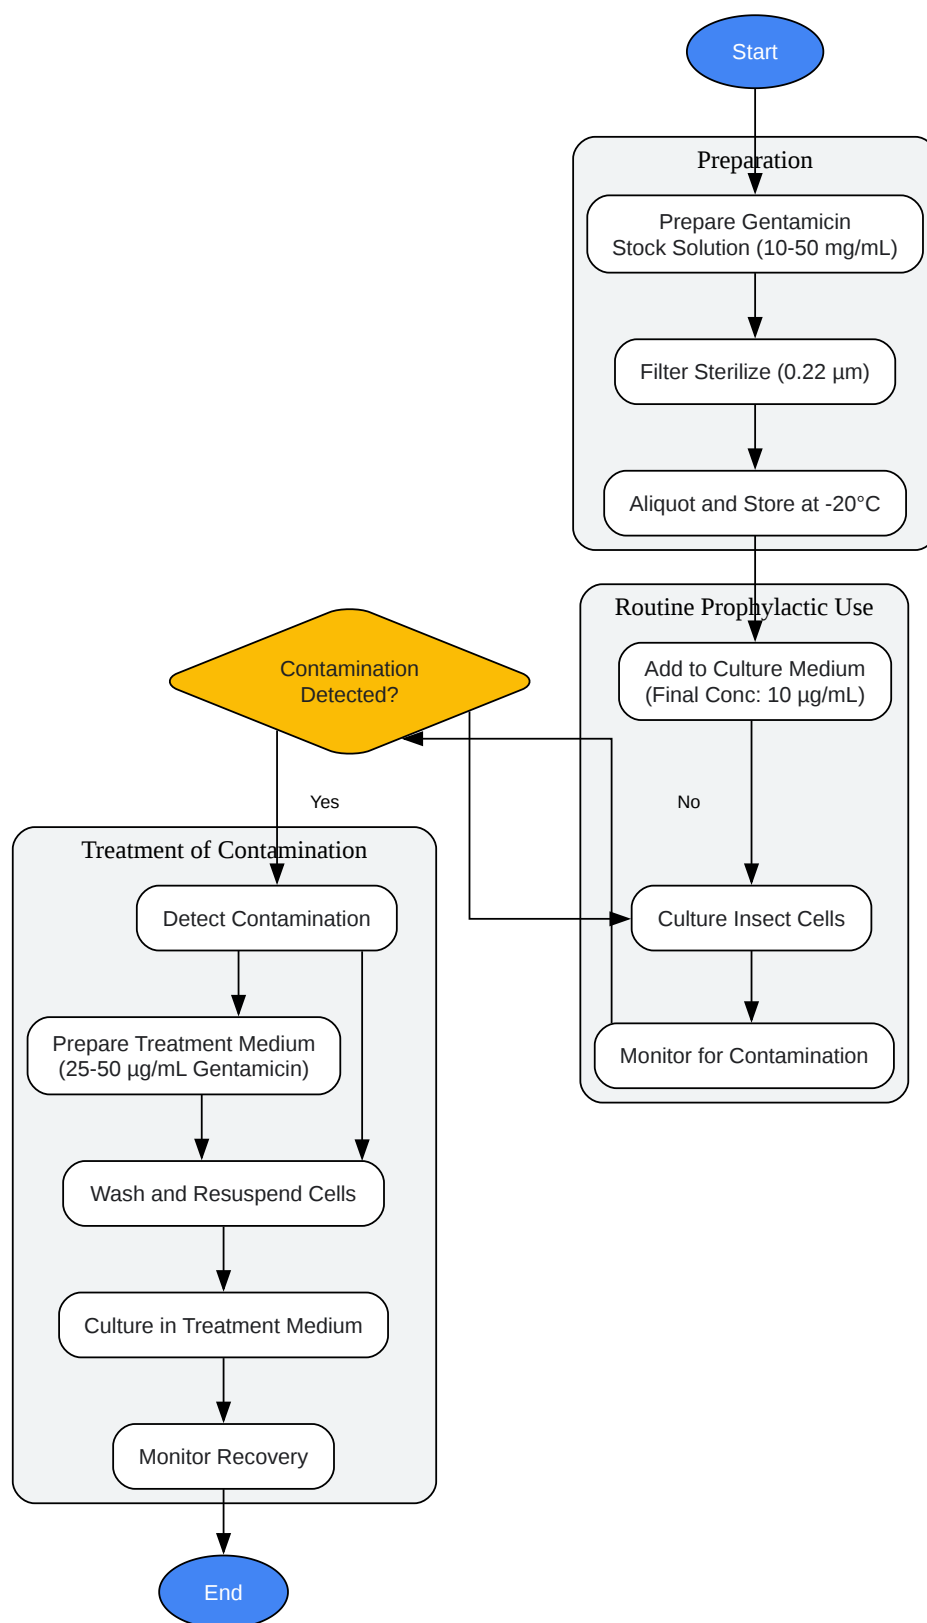 Start
Preparation
Prepare Gentamicin
Stock Solution (10-50 mg/mL)
Filter Sterilize (0.22 µm)
Aliquot and Store at -20°C
Routine Prophylactic Use
Add to Culture Medium
(Final Conc: 10 µg/mL)
Contamination
Detected?
Yes
No
Treatment of Contamination
Detect Contamination
Culture Insect Cells
Prepare Treatment Medium
(25-50 µg/mL Gentamicin)
Monitor for Contamination
Wash and Resuspend Cells
Culture in Treatment Medium
Monitor Recovery
End